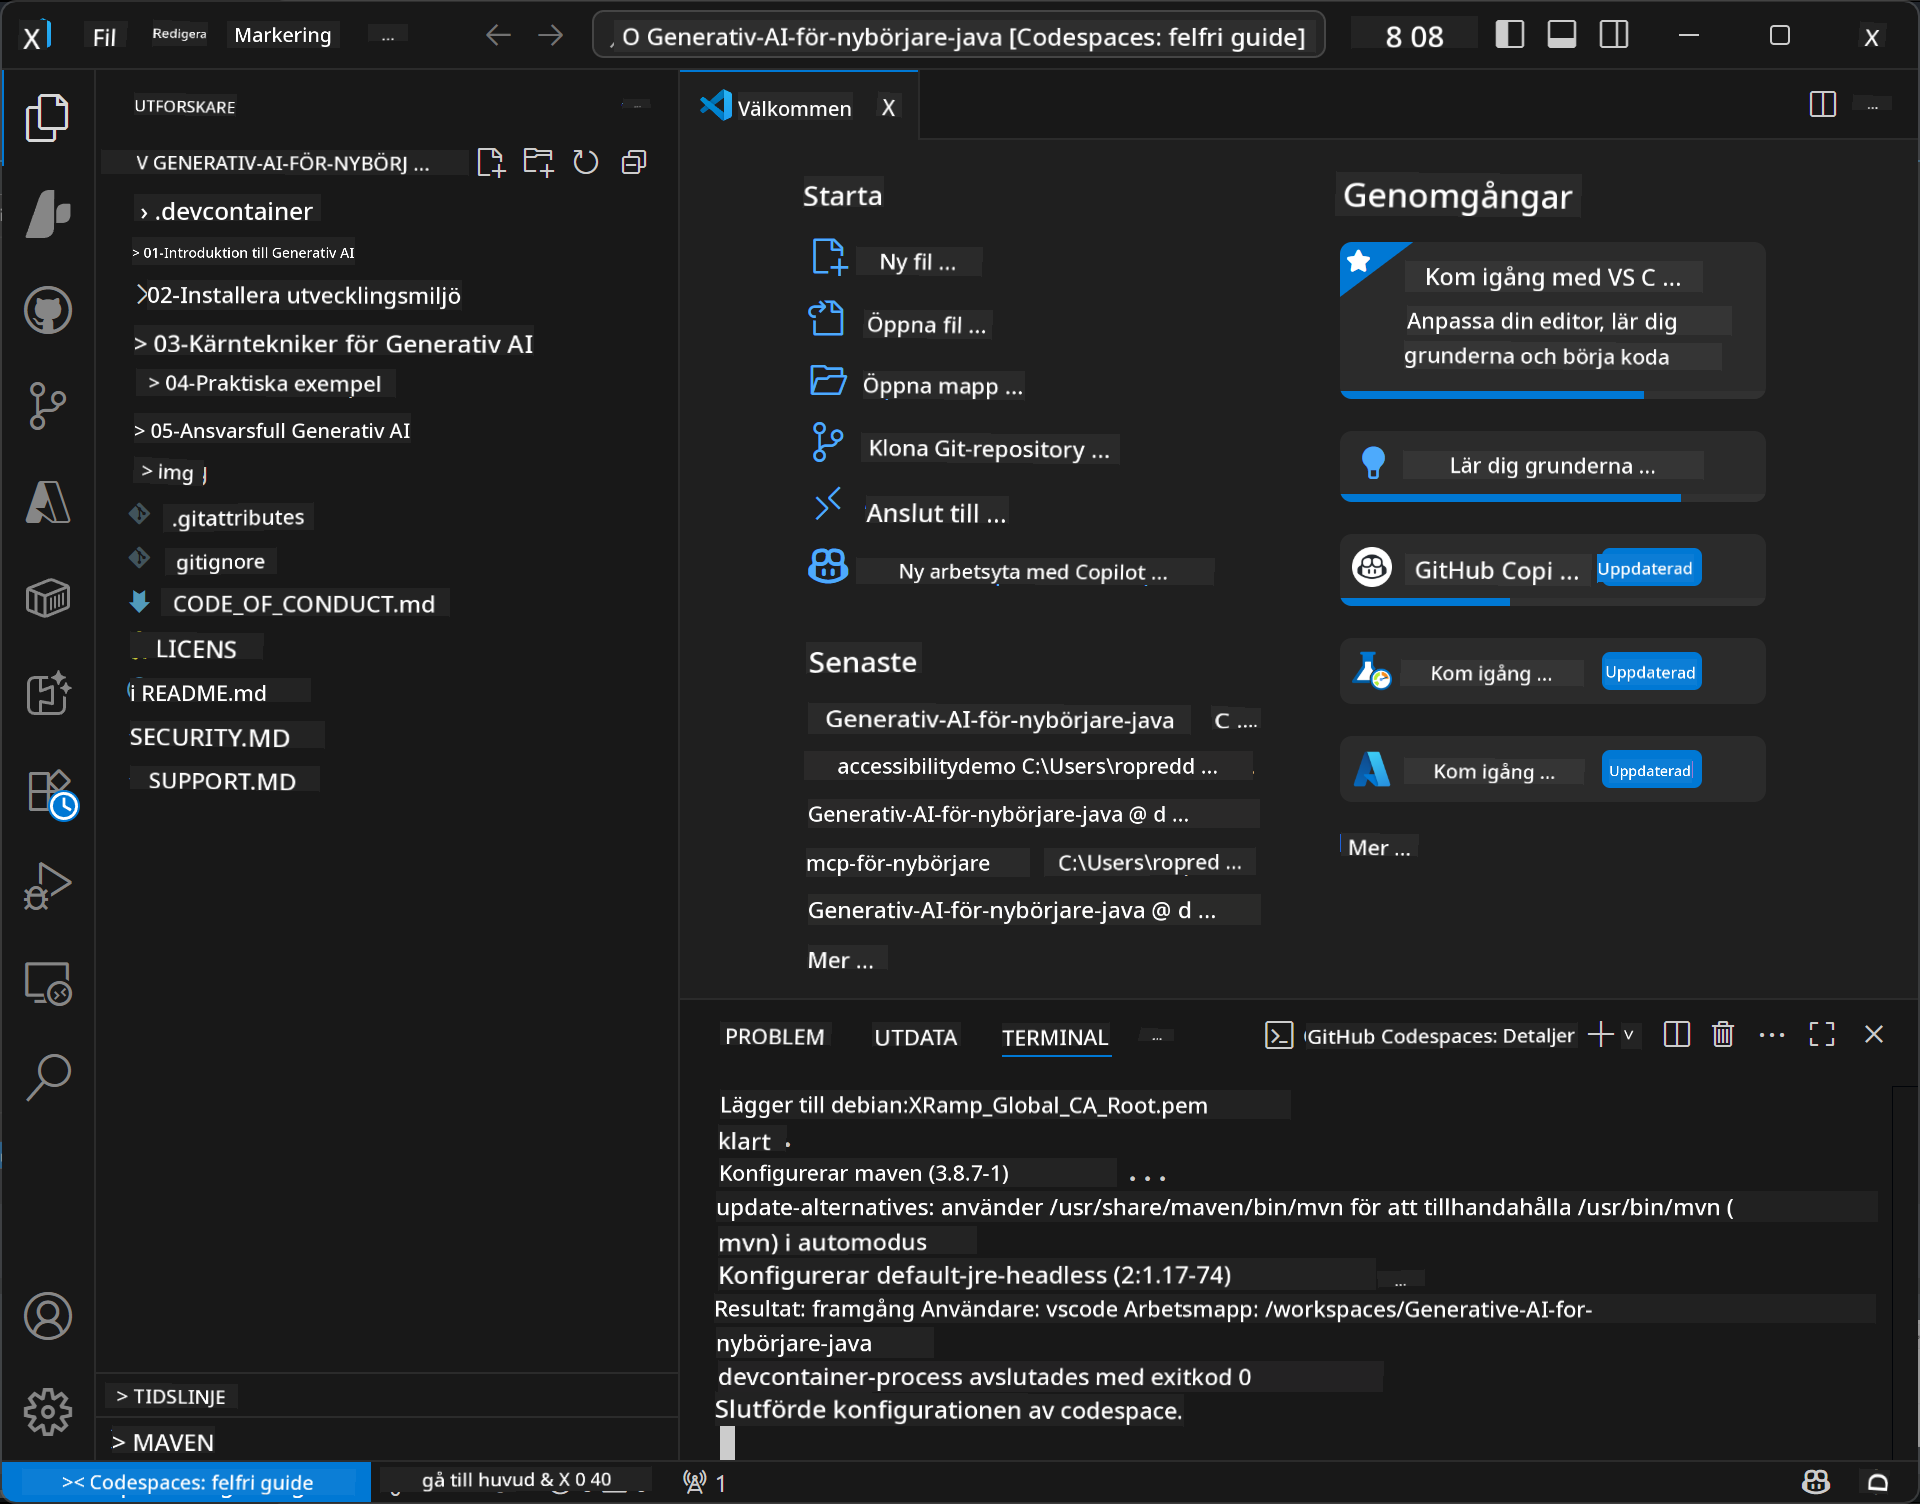 Fil Redigera Markering ...
O Generativ-AI-för-nybörjare-java [Codespaces: felfri guide]
8 08
UTFORSKARE
V GENERATIV-AI-FÖR-NYBÖRJ ...
› .devcontainer
> 01-Introduktion till Generativ AI
02-Installera utvecklingsmiljö
> 03-Kärntekniker för Generativ AI
> 04-Praktiska exempel
> 05-Ansvarsfull Generativ AI
> img
.gitattributes
gitignore
CODE_OF_CONDUCT.md
LICENS
i README.md
SECURITY.MD
SUPPORT.MD
> TIDSLINJE
> MAVEN
Välkommen X
Starta
Ny fil ...
Öppna fil ...
Öppna mapp ...
Klona Git-repository ...
Anslut till ...
Ny arbetsyta med Copilot ...
Senaste
Generativ-AI-för-nybörjare-java C ....
accessibilitydemo C:\Users\ropredd ...
Generativ-AI-för-nybörjare-java @ d ...
mcp-för-nybörjare C:\Users\ropred ...
Generativ-AI-för-nybörjare-java @ d ...
Mer ...
Genomgångar
Kom igång med VS C ...
Anpassa din editor, lär dig
grunderna och börja koda
Lär dig grunderna ...
GitHub Copi ... Uppdaterad
Kom igång ... Uppdaterad
Kom igång ... Uppdaterad
Mer ...
PROBLEM UTDATA TERMINAL ... GitHub Codespaces: Detaljer
Lägger till debian:XRamp_Global_CA_Root.pem
klart .
Konfigurerar maven (3.8.7-1) ...
update-alternatives: använder /usr/share/maven/bin/mvn för att tillhandahålla /usr/bin/mvn (
mvn) i automodus
Konfigurerar default-jre-headless (2:1.17-74) ...
Resultat: framgång Användare: vscode Arbetsmapp: /workspaces/Generative-AI-for-
nybörjare-java
devcontainer-process avslutades med exitkod 0
Slutförde konfigurationen av codespace.
>< Codespaces: felfri guide gå till huvud & X 0 40 1